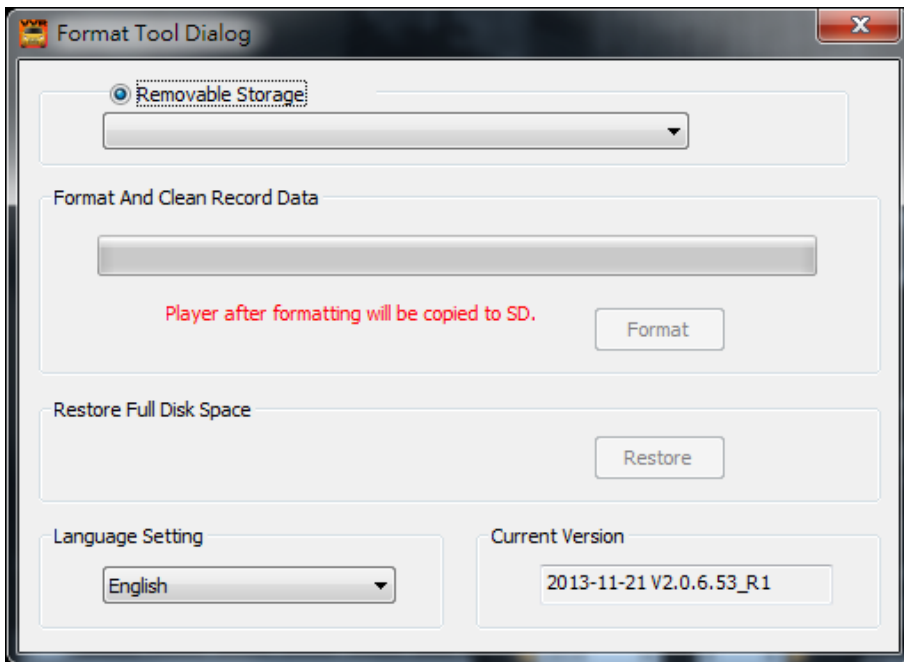 VVR
Format Tool Dialog
Removable Storage
Format And Clean Record Data
Player after formatting will be copied to SD.
Format
Restore Full Disk Space
Restore
Language Setting
Current Version
English
2013-11-21 V2.0.6.53_R1